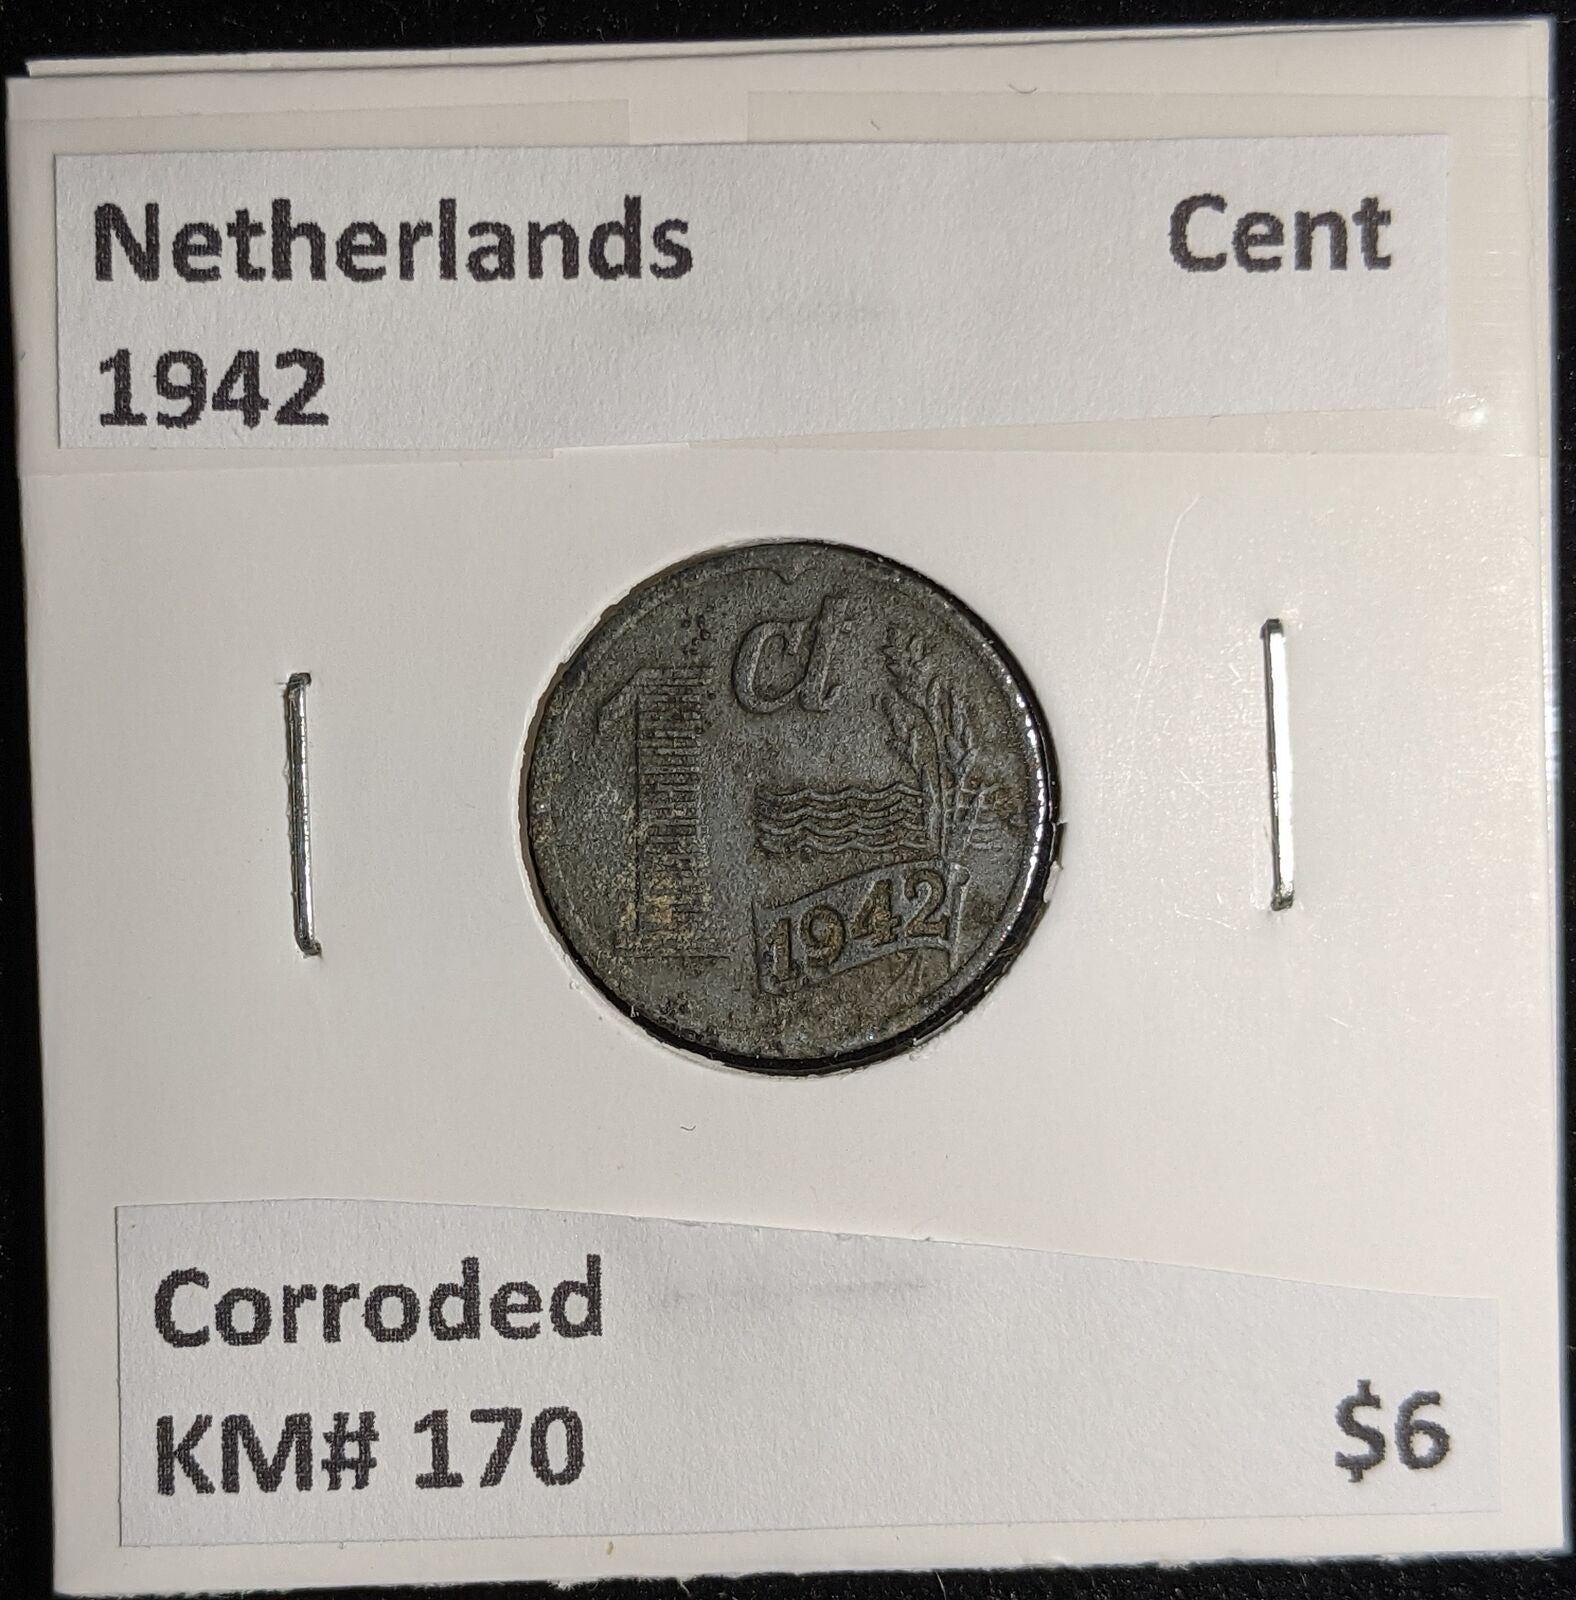 Netherlands Cent
1942
1 ct
1942
Corroded
KM# 170 $6